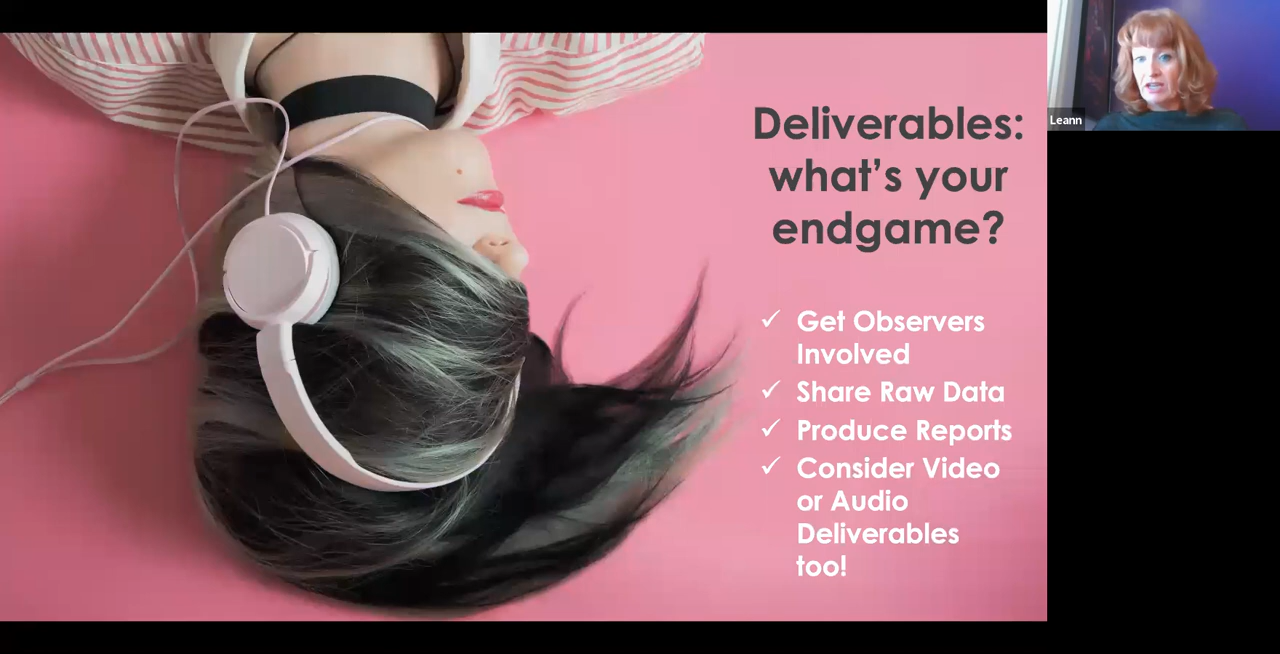 Deliverables:
what's your
endgame?
✓ Get Observers
Involved
✓ Share Raw Data
✓ Produce Reports
✓ Consider Video
or Audio
Deliverables
too!
Leann